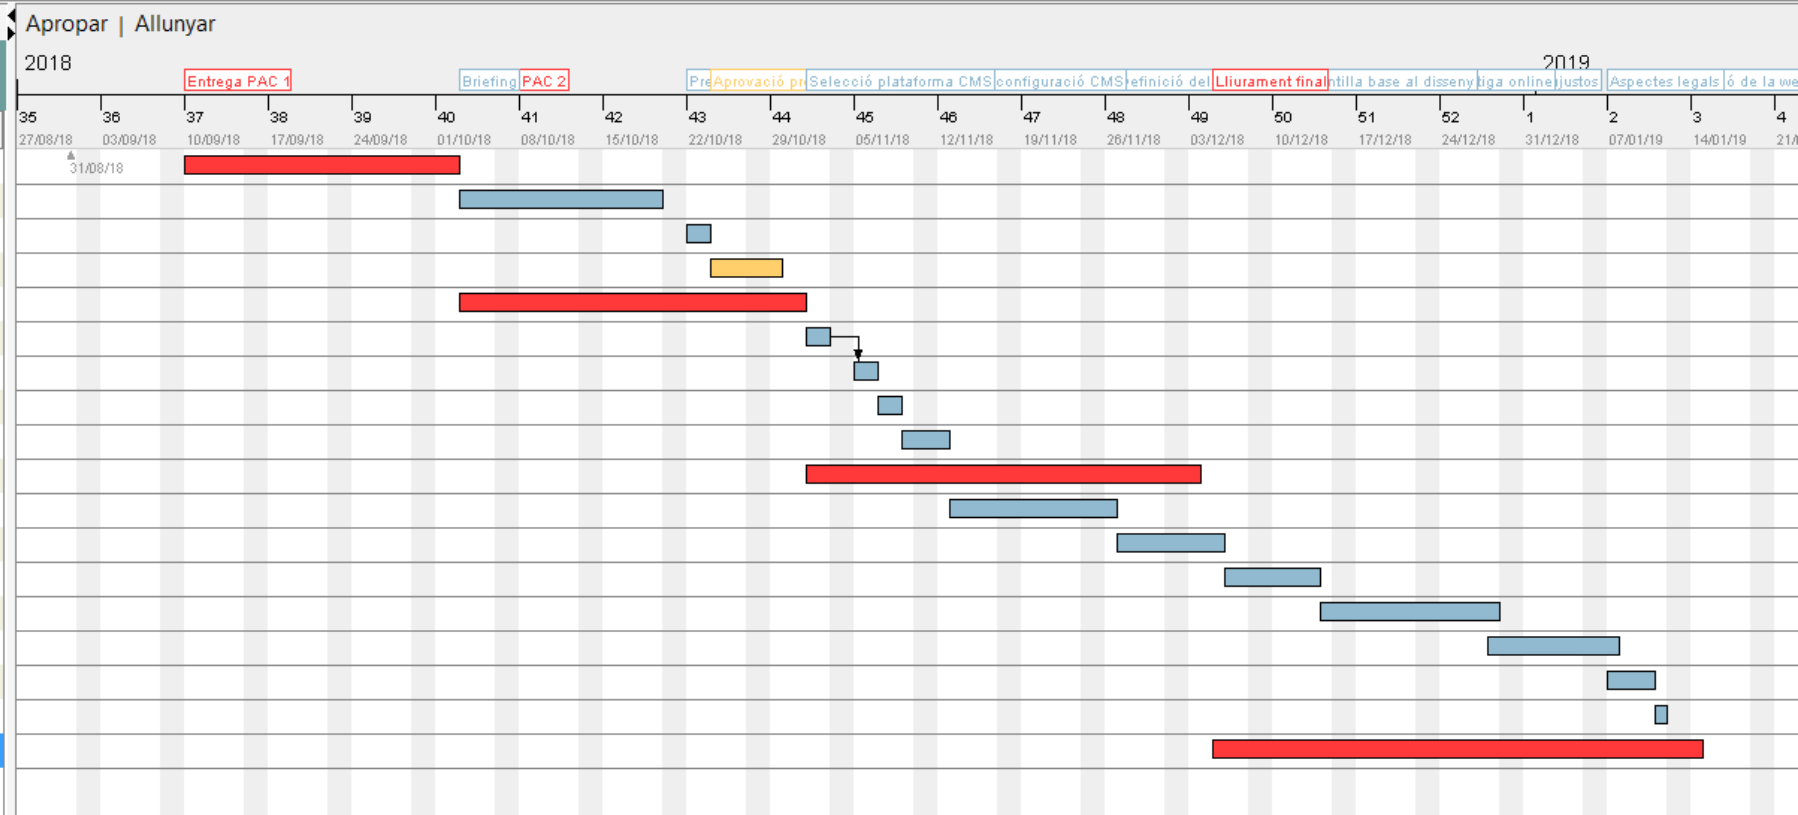 Apropar | Allunyar
2018 2019
Entrega PAC 1 Briefing PAC 2 Pre Aprovació pr Selecció plataforma CMS configuració CMS efinició del Lliurament final ntilla base al disseny tiga online justos Aspectes legals ó de la we
35 36 37 38 39 40 41 42 43 44 45 46 47 48 49 50 51 52 1 2 3 4
27/08/18 03/09/18 10/09/18 17/09/18 24/09/18 01/10/18 08/10/18 15/10/18 22/10/18 29/10/18 05/11/18 12/11/18 19/11/18 26/11/18 03/12/18 10/12/18 17/12/18 24/12/18 31/12/18 07/01/19 14/01/19 21/
31/08/18